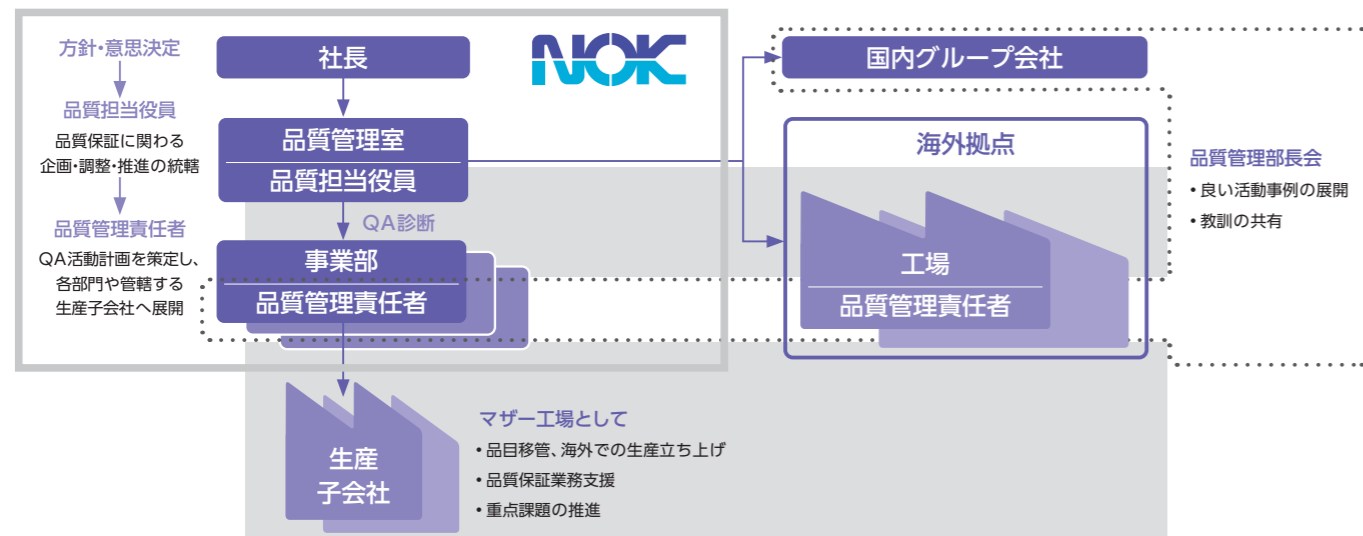 方針・意思決定
品質担当役員
品質保証に関わる
企画・調整・推進の統轄
品質管理責任者
QA活動計画を策定し、
各部門や管轄する
生産子会社へ展開
社長
NOK
品質管理室
品質担当役員
QA診断
事業部
品質管理責任者
生産
子会社
マザー工場として
• 品目移管、海外での生産立ち上げ
• 品質保証業務支援
• 重点課題の推進
国内グループ会社
海外拠点
工場
品質管理責任者
品質管理部長会
• 良い活動事例の展開
• 教訓の共有